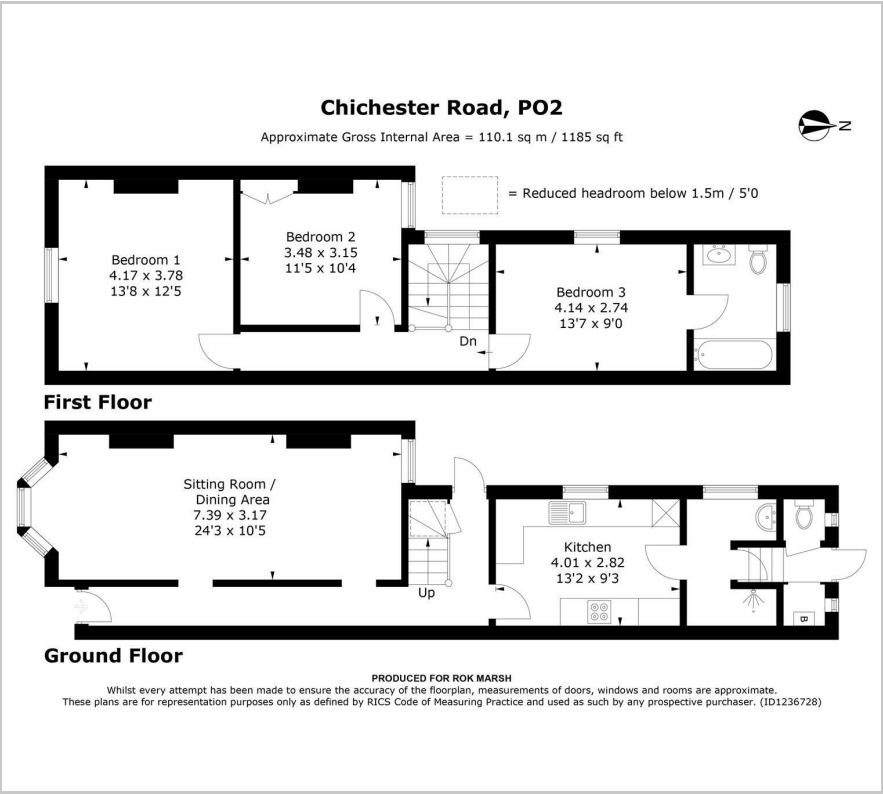 Chichester Road, PO2
Approximate Gross Internal Area = 110.1 sq m / 1185 sq ft
N
= Reduced headroom below 1.5m / 5'0
Bedroom 1
4.17 x 3.78
13'8 x 12'5
Bedroom 2
3.48 x 3.15
11'5 x 10'4
Bedroom 3
4.14 x 2.74
13'7 x 9'0
Dn
First Floor
Sitting Room /
Dining Area
7.39 x 3.17
24'3 x 10'5
Up
Kitchen
4.01 x 2.82
13'2 x 9'3
B
Ground Floor
PRODUCED FOR ROK MARSH
Whilst every attempt has been made to ensure the accuracy of the floorplan, measurements of doors, windows and rooms are approximate.
These plans are for representation purposes only as defined by RICS Code of Measuring Practice and used as such by any prospective purchaser. (ID1236728)